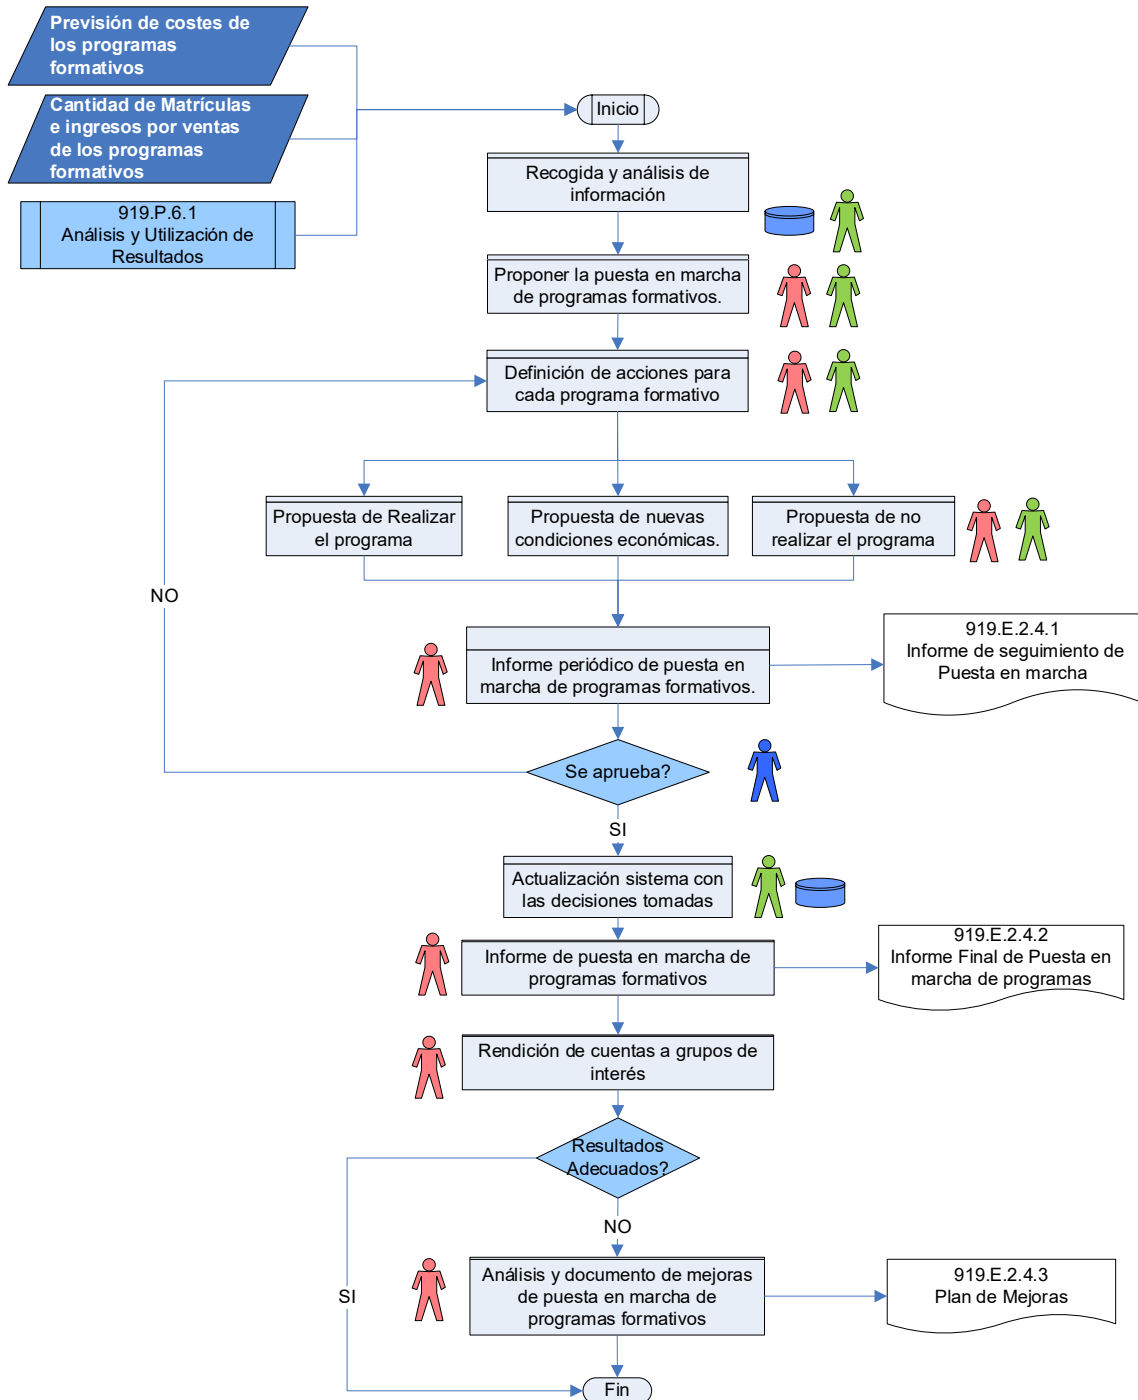 Previsión de costes de
los programas
formativos
Cantidad de Matrículas
e ingresos por ventas
de los programas
formativos
919.P.6.1
Análisis y Utilización de
Resultados
Inicio
Recogida y análisis de
información
Proponer la puesta en marcha
de programas formativos.
Definición de acciones para
cada programa formativo
Propuesta de Realizar
el programa
Propuesta de nuevas
condiciones económicas.
Propuesta de no
realizar el programa
NO
Informe periódico de puesta en
marcha de programas formativos.
919.E.2.4.1
Informe de seguimiento de
Puesta en marcha
Se aprueba?
SI
Actualización sistema con
las decisiones tomadas
Informe de puesta en marcha de
programas formativos
919.E.2.4.2
Informe Final de Puesta en
marcha de programas
Rendición de cuentas a grupos de
interés
Resultados
Adecuados?
NO
SI
Análisis y documento de mejoras
de puesta en marcha de
programas formativos
919.E.2.4.3
Plan de Mejoras
Fin